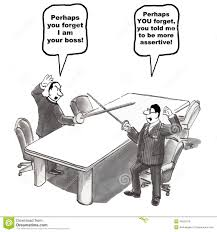 Perhaps
you forget
I am
your boss!
Perhaps
YOU forget,
you told me
to be more
assertive!